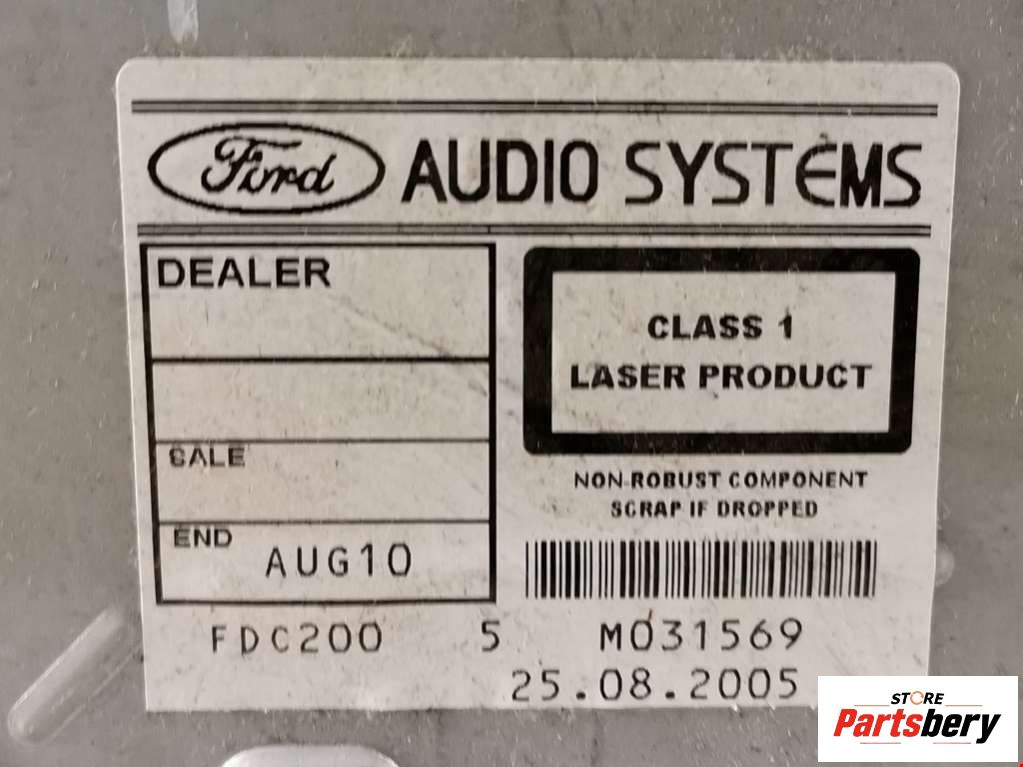 Ford AUDIO SYSTEMS
DEALER
CALE
END
AUG10
CLASS 1
LASER PRODUCT
NON-ROBUST COMPONENT
SCRAP IF DROPPED
FDC200 5 M031569
25.08.2005
STORE
Partsbery